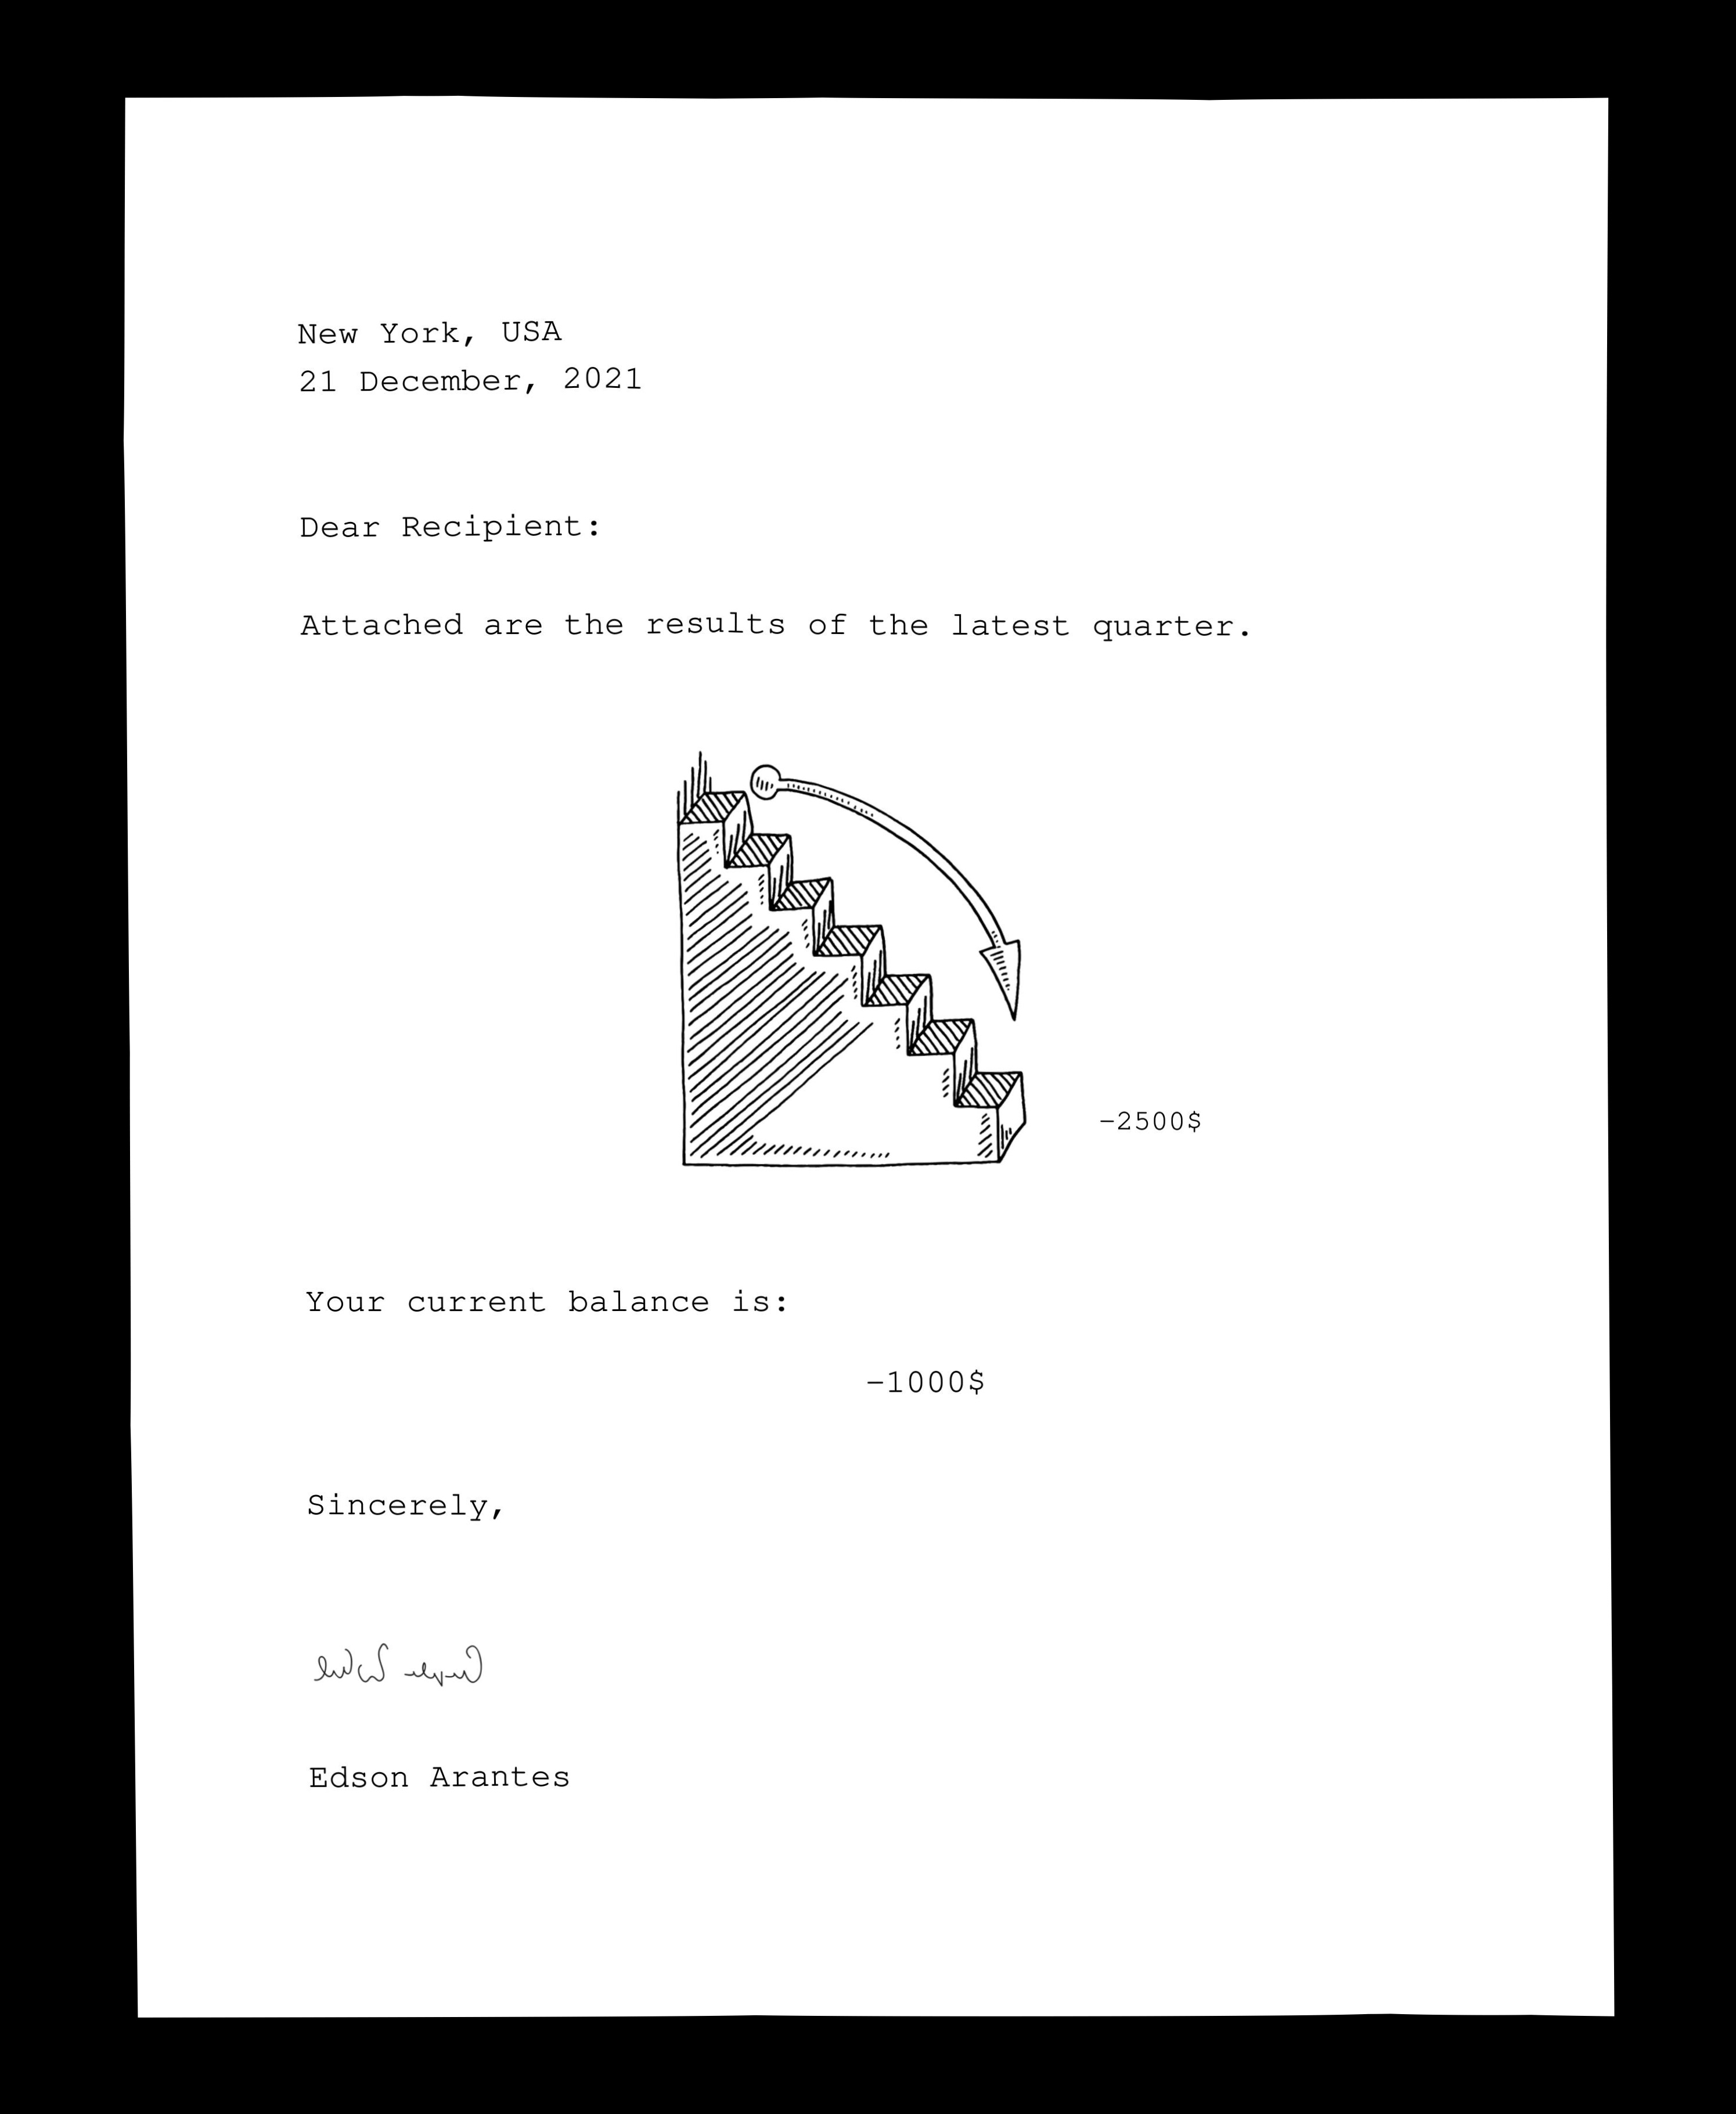 New York, USA
21 December, 2021
Dear Recipient:
Attached are the results of the latest quarter.
-2500$
Your current balance is:
-1000$
Sincerely,
Edson Arantes